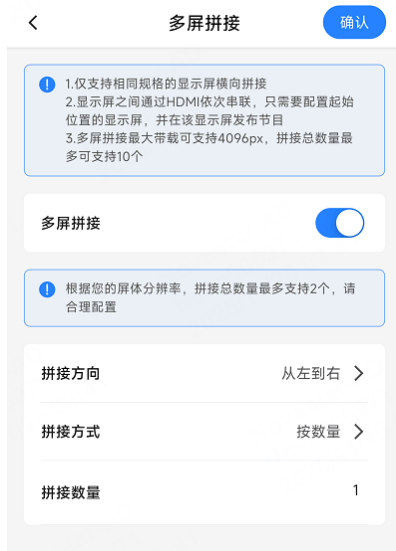 多屏拼接
确认
1.仅支持相同规格的显示屏横向拼接
2.显示屏之间通过HDMI依次串联，只需要配置起始
位置的显示屏，并在该显示屏发布节目
3.多屏拼接最大带载可支持4096px，拼接总数量最
多可支持10个
多屏拼接
根据您的屏体分辨率，拼接总数量最多支持2个，请
合理配置
拼接方向 从左到右
拼接方式 按数量
拼接数量 1